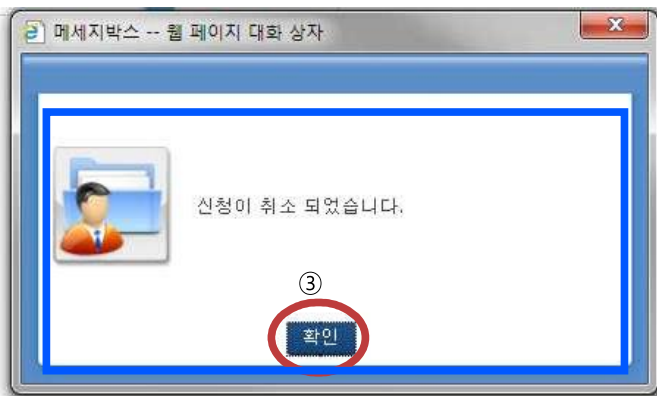 메세지박스 -- 웹 페이지 대화 상자
신청이 취소 되었습니다.
③
확인